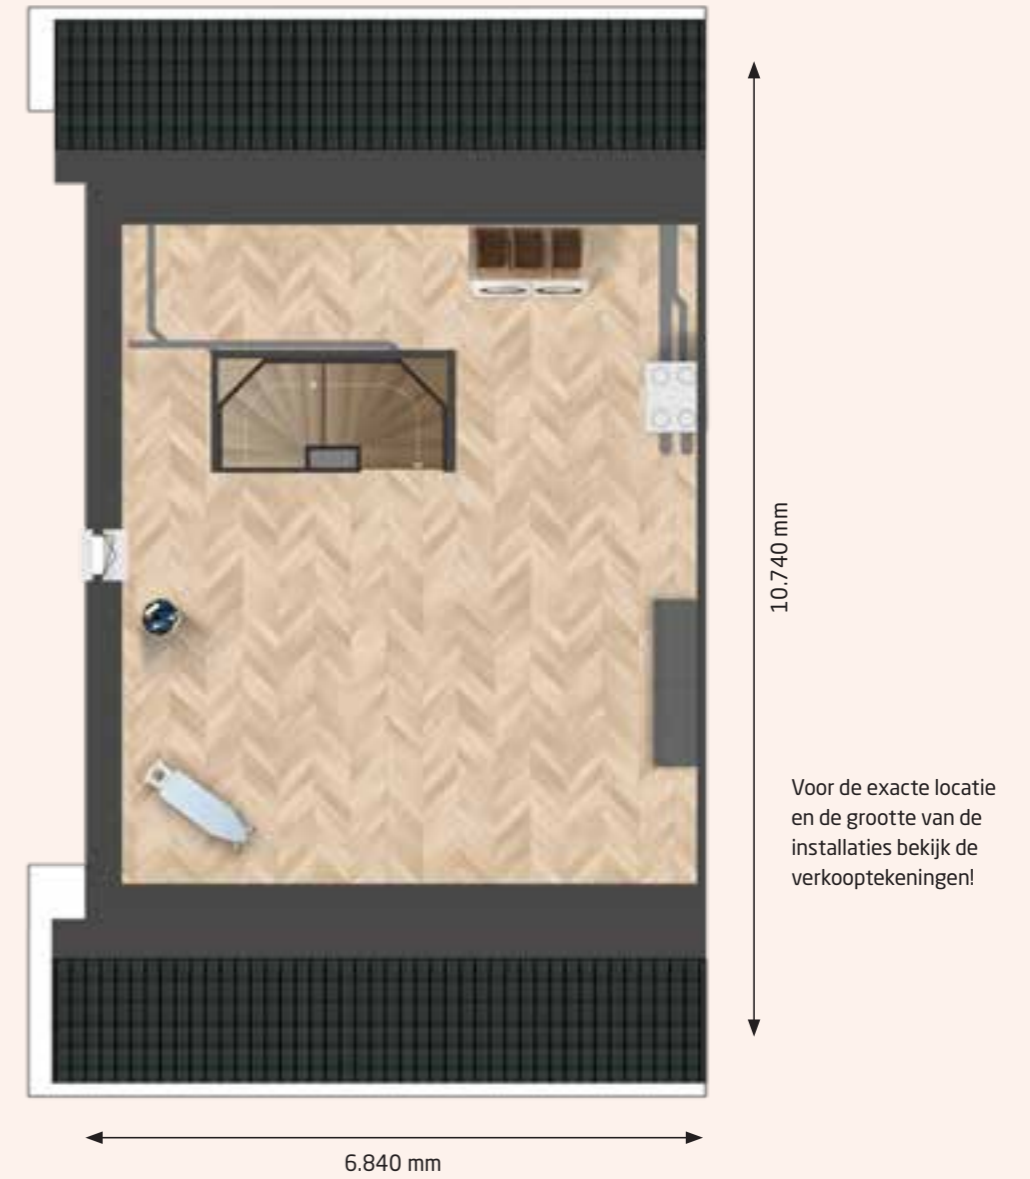 10.740 mm
Voor de exacte locatie
en de grootte van de
installaties bekijk de
verkooptekeningen!
6.840 mm